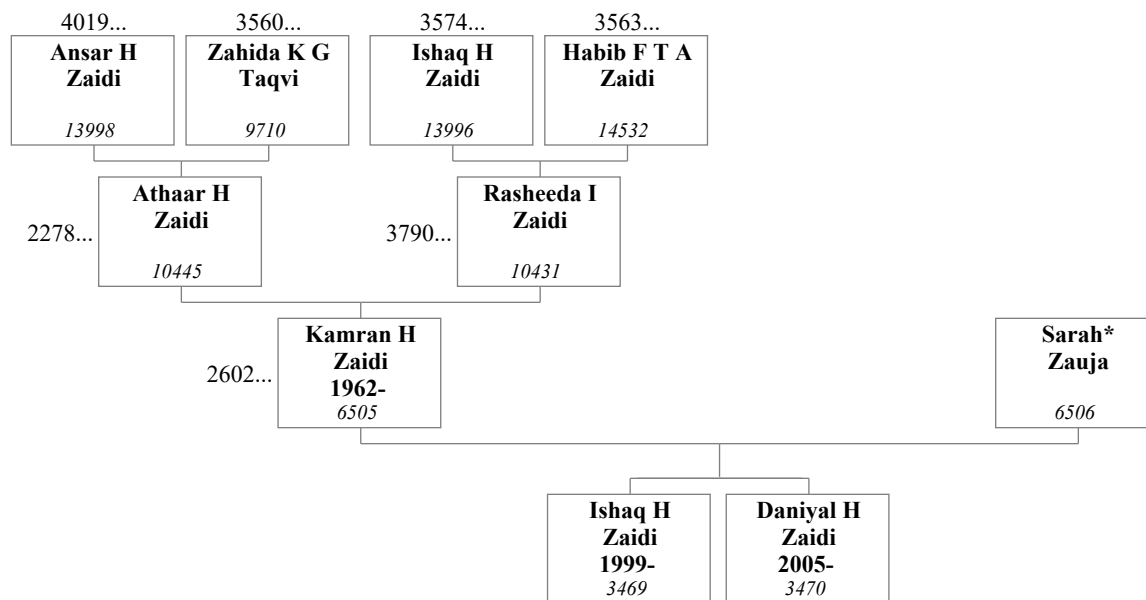 4019...
3560...
3574...
3563...
Ansar H
Zaidi
13998
Zahida K G
Taqvi
9710
Ishaq H
Zaidi
13996
Habib F T A
Zaidi
14532
2278...
Athaar H
Zaidi
10445
3790...
Rasheeda I
Zaidi
10431
2602...
Kamran H
Zaidi
1962-
6505
Sarah*
Zauja
6506
Ishaq H
Zaidi
1999-
3469
Daniyal H
Zaidi
2005-
3470